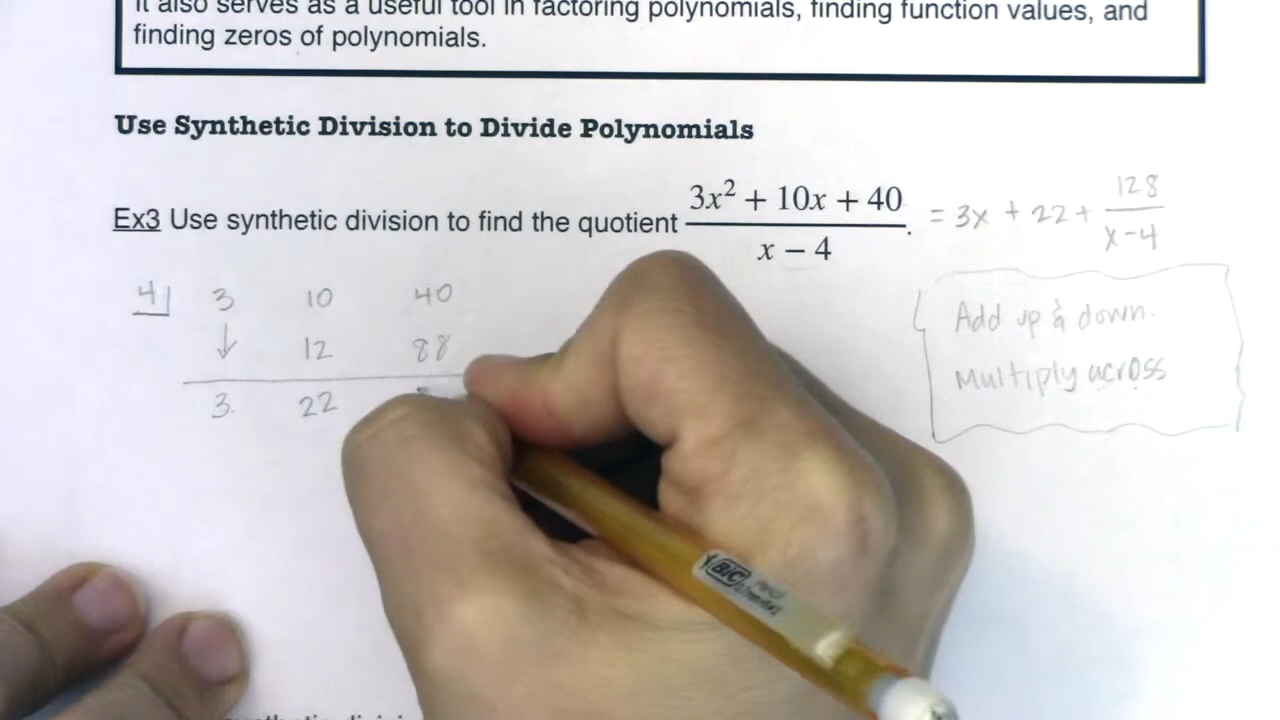 It also serves as a useful tool in factoring polynomials, finding function values, and
finding zeros of polynomials.
Use Synthetic Division to Divide Polynomials
Ex3 Use synthetic division to find the quotient (3x² + 10x + 40)/(x − 4). = 3x + 22 + 128/(x-4)
4| 3 10 40
↓ 12 88
3. 22
Add up & down.
Multiply across
BIC